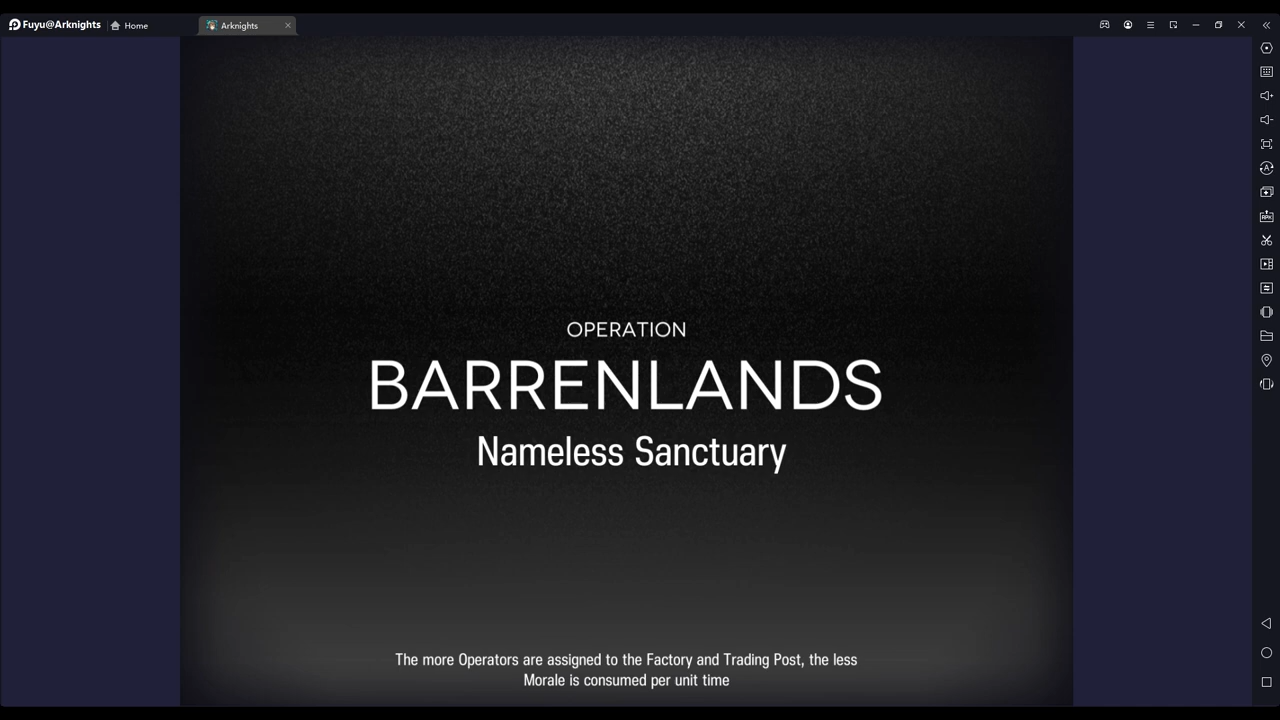 Fuyu@Arknights
Home
Arknights
OPERATION
BARRENLANDS
Nameless Sanctuary
The more Operators are assigned to the Factory and Trading Post, the less
Morale is consumed per unit time